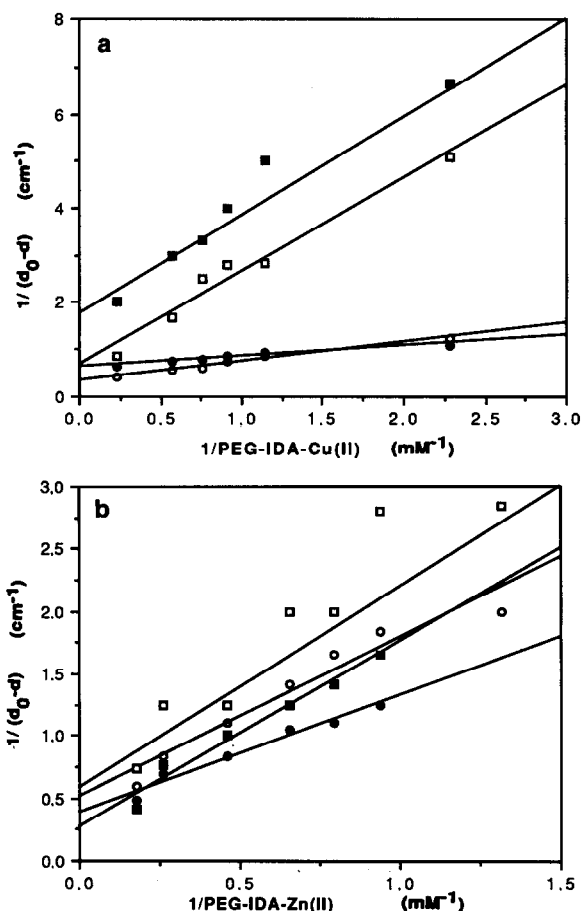 a
8
6
4
2
0
1/ (d₀-d) (cm⁻¹)
0.0 0.5 1.0 1.5 2.0 2.5 3.0
1/PEG-IDA-Cu(II) (mM⁻¹)
b
3.0
2.5
2.0
1.5
1.0
0.5
0.0
1/ (d₀-d) (cm⁻¹)
0.0 0.5 1.0 1.5
1/PEG-IDA-Zn(II) (mM⁻¹)